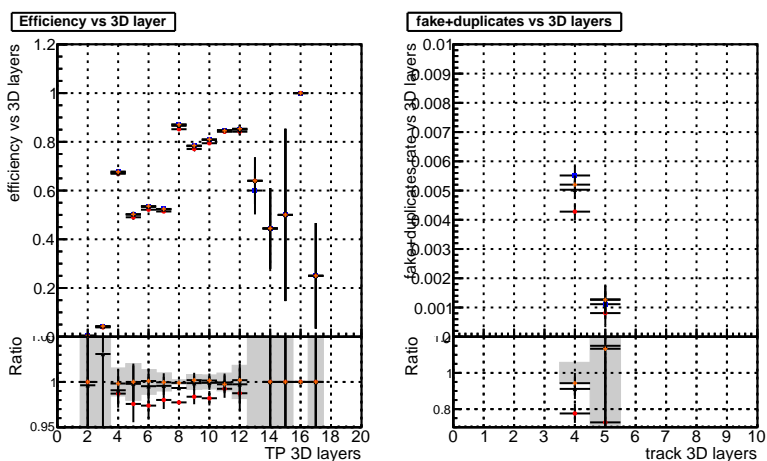 Efficiency vs 3D layer
fake+duplicates vs 3D layers
efficiency vs 3D layers
1.2
1
0.8
0.6
0.4
0.2
0
Ratio
1
0.95
0 2 4 6 8 10 12 14 16 18 20
TP 3D layers
fake+duplicates rate vs 3D layers
0.01
0.009
0.008
0.007
0.006
0.005
0.004
0.003
0.002
0.001
Ratio
1
0.8
0 1 2 3 4 5 6 7 8 9 10
track 3D layers